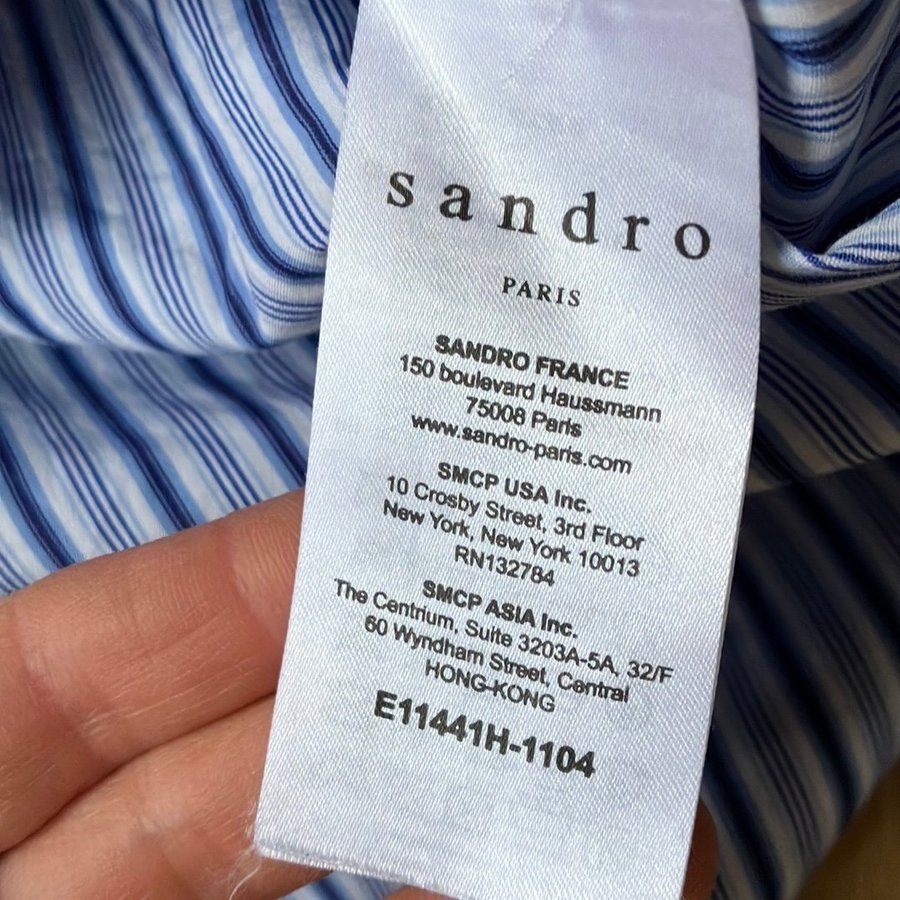 sandro
PARIS
SANDRO FRANCE
150 boulevard Haussmann
75008 Paris
www.sandro-paris.com
SMCP USA Inc.
10 Crosby Street, 3rd Floor
New York, New York 10013
RN132784
SMCP ASIA Inc.
The Centrium, Suite 3203A-5A, 32/F
60 Wyndham Street, Central
HONG-KONG
E11441H-1104